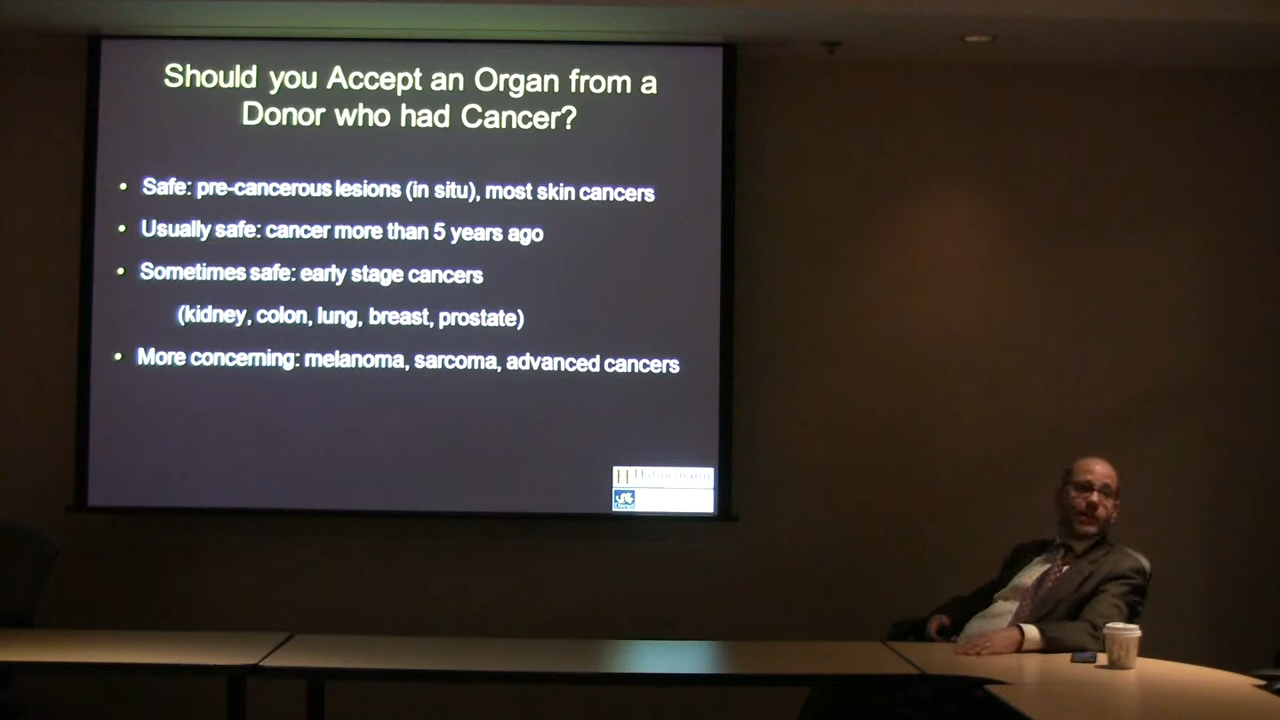 Should you Accept an Organ from a
Donor who had Cancer?
• Safe: pre-cancerous lesions (in situ), most skin cancers
• Usually safe: cancer more than 5 years ago
• Sometimes safe: early stage cancers
(kidney, colon, lung, breast, prostate)
• More concerning: melanoma, sarcoma, advanced cancers